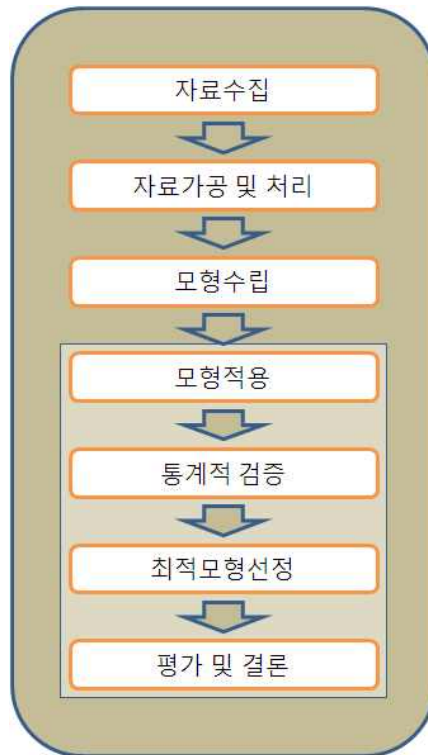 자료수집
자료가공 및 처리
모형수립
모형적용
통계적 검증
최적모형선정
평가 및 결론